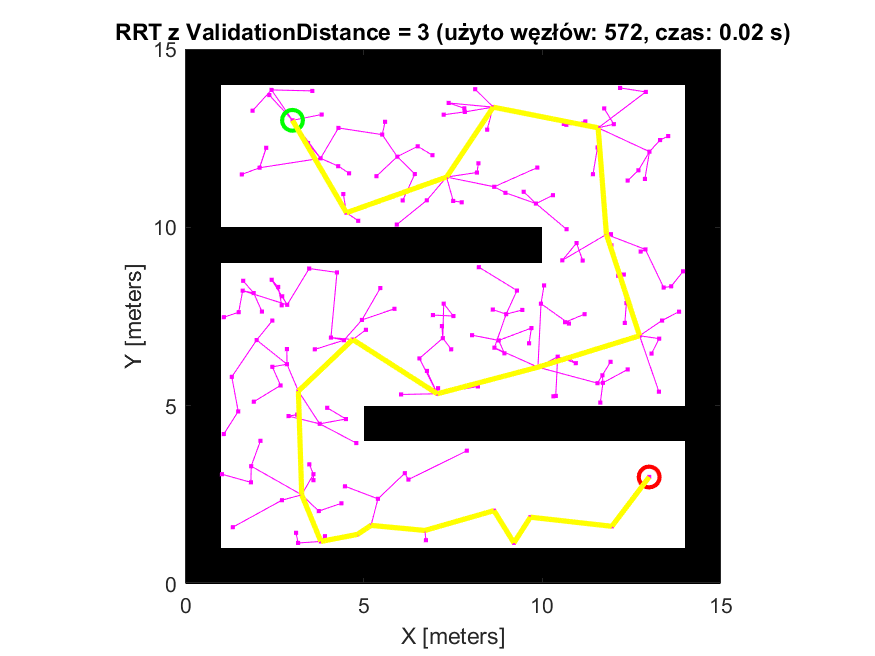 RRT z ValidationDistance = 3 (użyto węzłów: 572, czas: 0.02 s)
15
10
5
0
Y [meters]
0 5 10 15
X [meters]